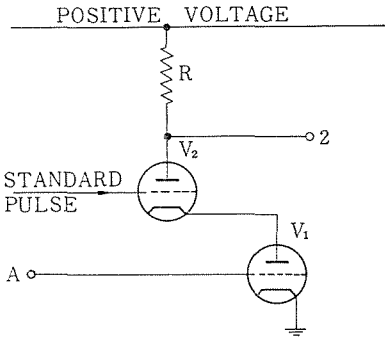 POSITIVE VOLTAGE
R
2
V₂
STANDARD
PULSE
V₁
A